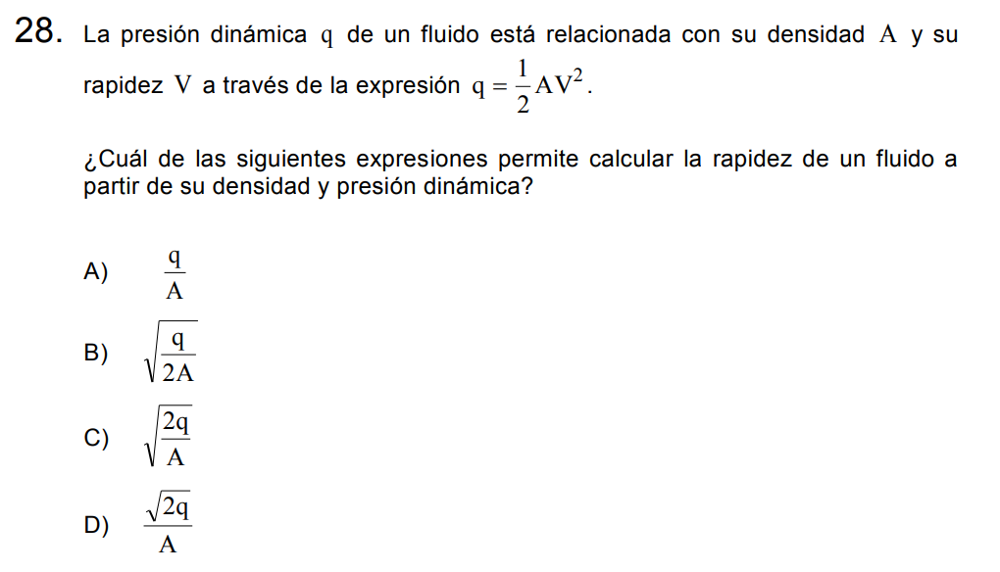 28. La presión dinámica q de un fluido está relacionada con su densidad A y su
rapidez V a través de la expresión q = \frac{1}{2}AV².
¿Cuál de las siguientes expresiones permite calcular la rapidez de un fluido a
partir de su densidad y presión dinámica?
A) \frac{q}{A}
B) \sqrt{\frac{q}{2A}}
C) \sqrt{\frac{2q}{A}}
D) \frac{\sqrt{2q}}{A}